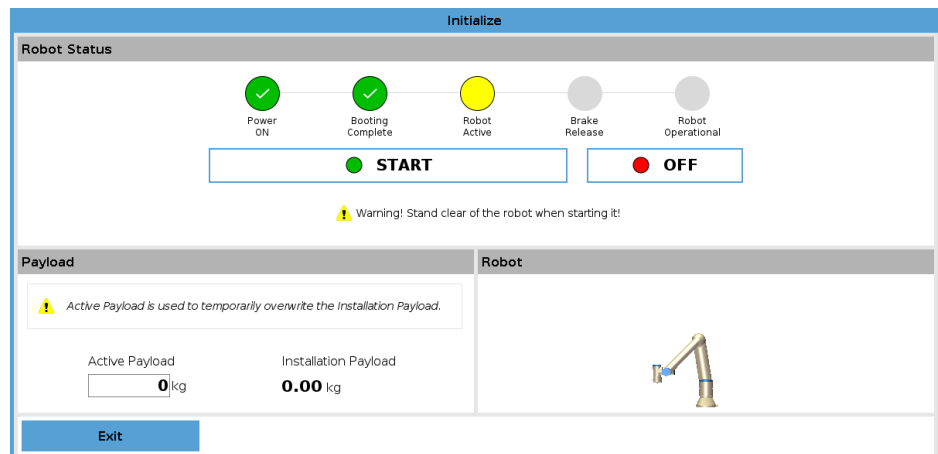 Initialize
Robot Status
Power ON
Booting Complete
Robot Active
Brake Release
Robot Operational
START
OFF
Warning! Stand clear of the robot when starting it!
Payload
Robot
Active Payload is used to temporarily overwrite the Installation Payload.
Active Payload
Installation Payload
0 kg
0.00 kg
Exit